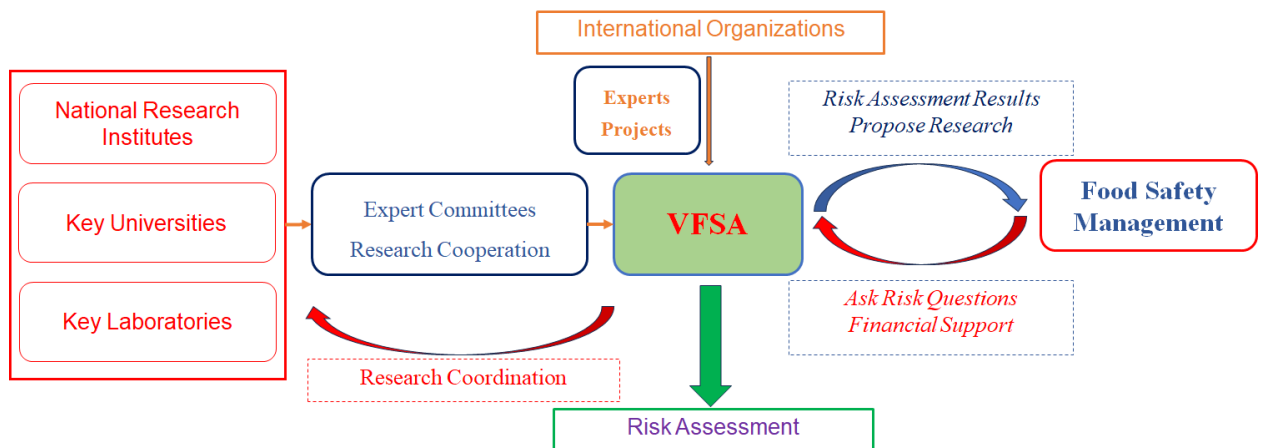 International Organizations
National Research
Institutes
Key Universities
Key Laboratories
Expert Committees
Research Cooperation
Experts
Projects
VFSA
Risk Assessment Results
Propose Research
Food Safety
Management
Ask Risk Questions
Financial Support
Research Coordination
Risk Assessment